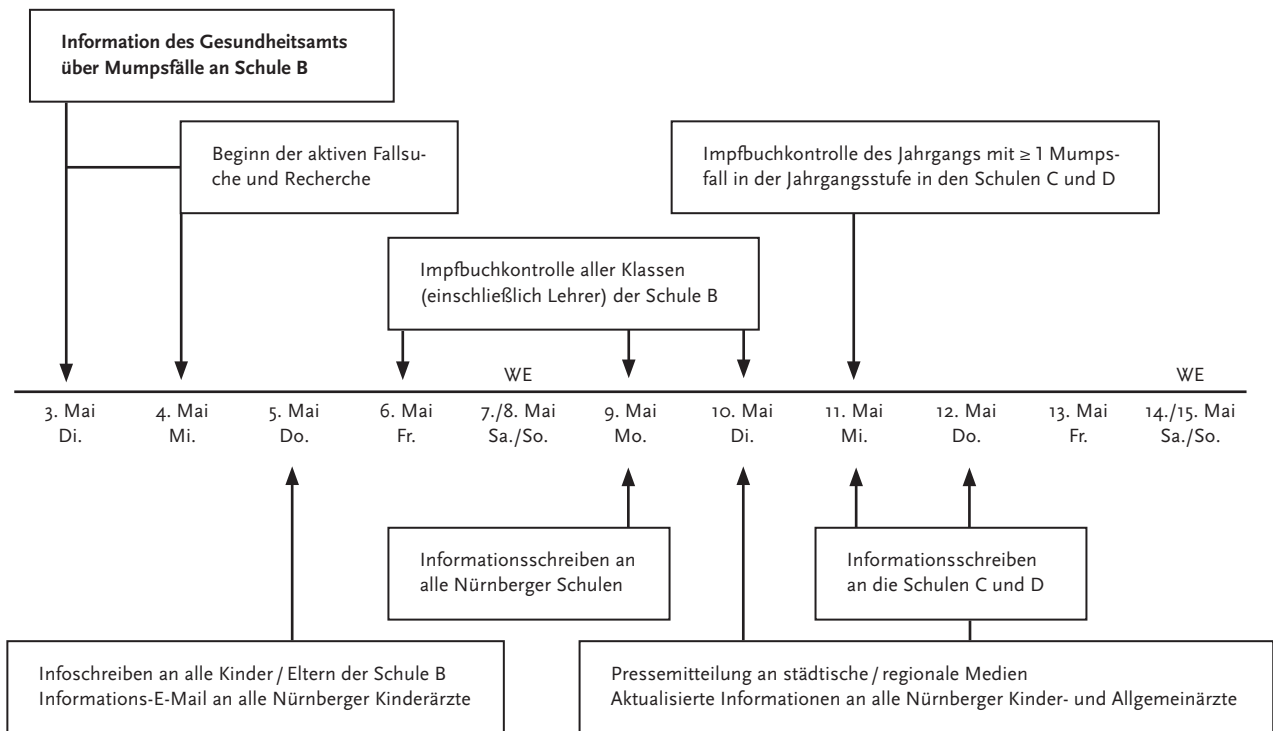 Information des Gesundheitsamts
über Mumpsfälle an Schule B
Beginn der aktiven Fallsu-
che und Recherche
Impfbuchkontrolle des Jahrgangs mit ≥ 1 Mumps-
fall in der Jahrgangsstufe in den Schulen C und D
Impfbuchkontrolle aller Klassen
(einschließlich Lehrer) der Schule B
WE
WE
3. Mai
Di.
4. Mai
Mi.
5. Mai
Do.
6. Mai
Fr.
7./8. Mai
Sa./So.
9. Mai
Mo.
10. Mai
Di.
11. Mai
Mi.
12. Mai
Do.
13. Mai
Fr.
14./15. Mai
Sa./So.
Informationsschreiben an
alle Nürnberger Schulen
Informationsschreiben
an die Schulen C und D
Infoschreiben an alle Kinder / Eltern der Schule B
Informations-E-Mail an alle Nürnberger Kinderärzte
Pressemitteilung an städtische / regionale Medien
Aktualisierte Informationen an alle Nürnberger Kinder- und Allgemeinärzte